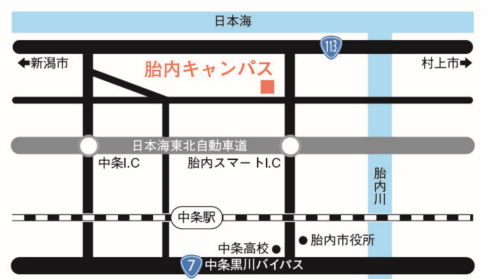 日本海
113
←新潟市
村上市→
胎内キャンパス
日本海東北自動車道
中条I.C
胎内スマートI.C
胎内川
中条駅
胎内市役所
中条高校
7
中条黒川バイパス